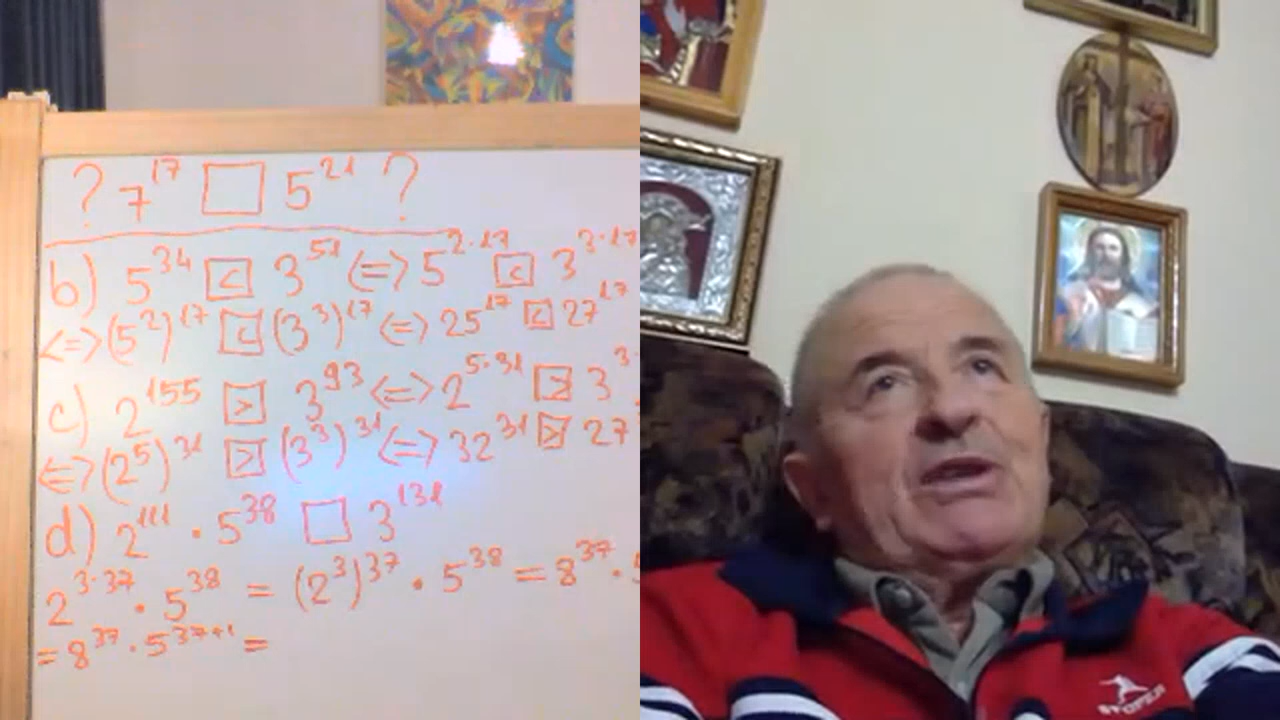 ? 7^17 □ 5^21 ?
b) 5^34 < 3^51 <=> 5^2·17 < 3^3·17
<=> (5^2)^17 < (3^3)^17 <=> 25^17 < 27^17
c) 2^155 > 3^93 <=> 2^5·31 > 3^3
<=> (2^5)^31 > (3^3)^31 <=> 32^31 > 27
d) 2^111 · 5^38 □ 3^131
2^3·37 · 5^38 = (2^3)^37 · 5^38 = 8^37 ·
= 8^37 · 5^37+1 =